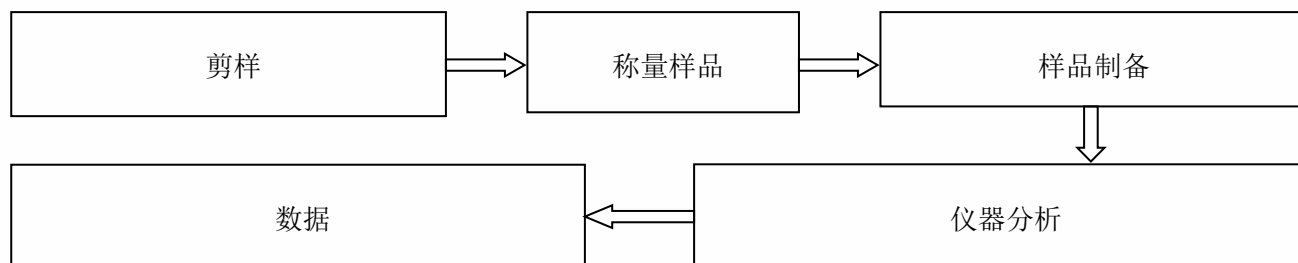 剪样
称量样品
样品制备
数据
仪器分析